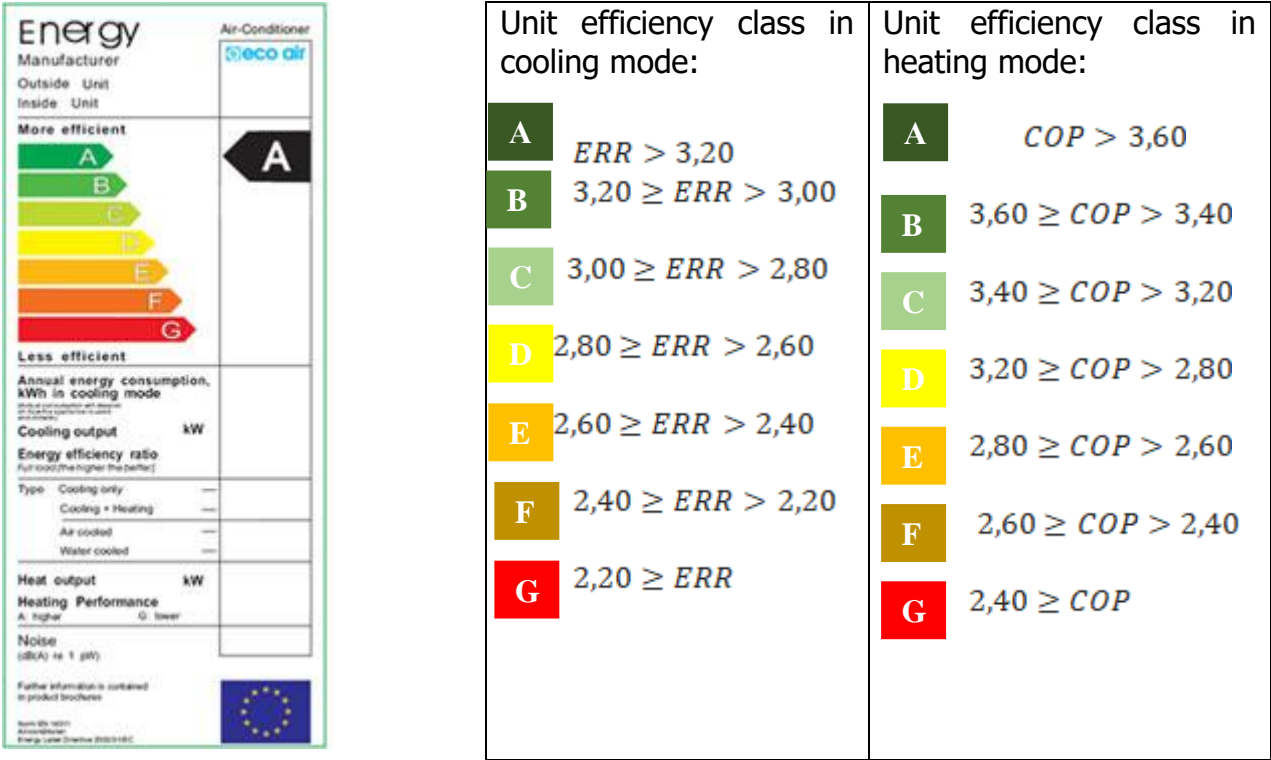 Energy
Air-Conditioner
eco air
Manufacturer
Outside Unit
Inside Unit
More efficient
A
A
B
C
D
E
F
G
Less efficient
Annual energy consumption,
kWh in cooling mode
Cooling output kW
Energy efficiency ratio
Full load (the higher the better)
Type Cooling only —
Cooling + Heating —
Air cooled —
Water cooled —
Heat output kW
Heating Performance
A: higher G: lower
Noise
(dB(A) re 1 pW)
Further information is contained
in product brochures
Energy Label Directive 2002/31/EC
Unit efficiency class in
cooling mode:
A ERR > 3,20
B 3,20 ≥ ERR > 3,00
C 3,00 ≥ ERR > 2,80
D 2,80 ≥ ERR > 2,60
E 2,60 ≥ ERR > 2,40
F 2,40 ≥ ERR > 2,20
G 2,20 ≥ ERR
Unit efficiency class in
heating mode:
A COP > 3,60
B 3,60 ≥ COP > 3,40
C 3,40 ≥ COP > 3,20
D 3,20 ≥ COP > 2,80
E 2,80 ≥ COP > 2,60
F 2,60 ≥ COP > 2,40
G 2,40 ≥ COP